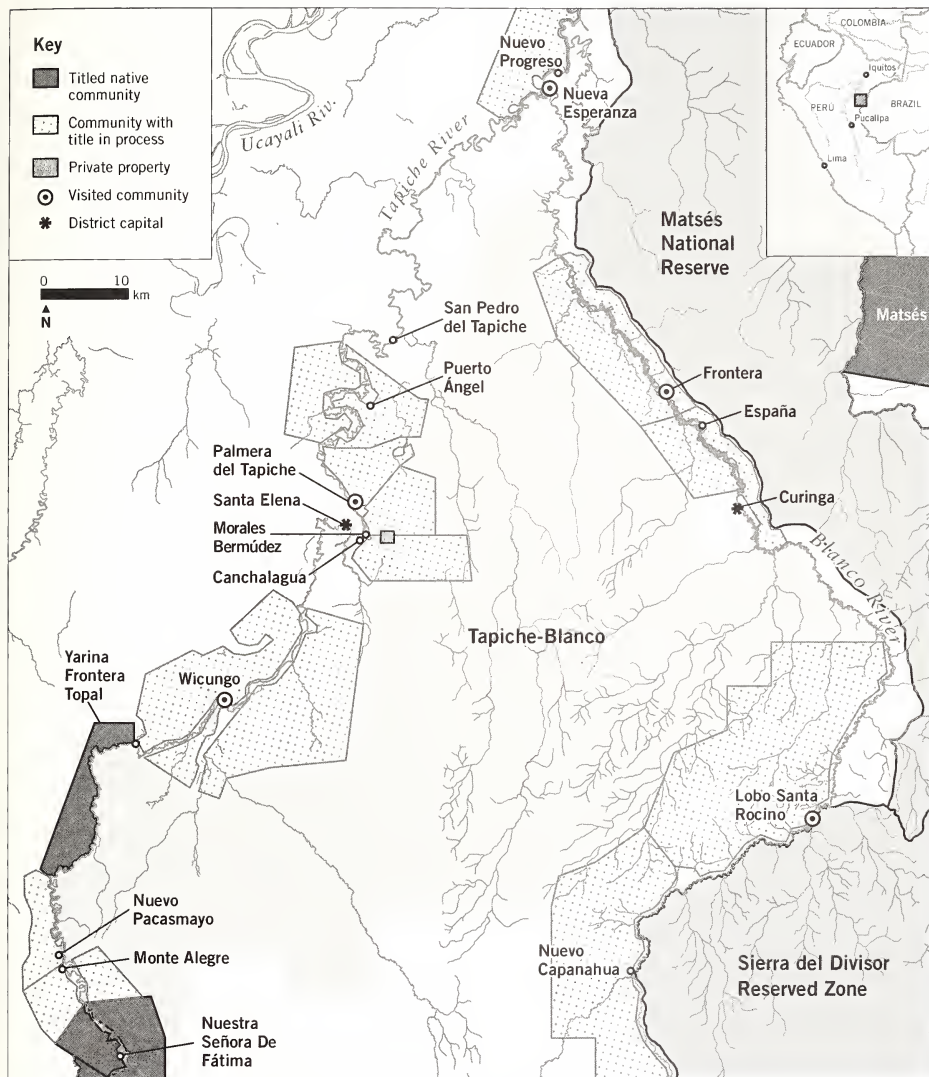 Key
Titled native
community
Community with
title in process
Private property
Visited community
District capital
0 10
km
N
COLOMBIA
ECUADOR
Iquitos
PERÚ
BRAZIL
Pucallpa
Lima
Ucayali Riv.
Tapiche River
Nuevo
Progreso
Nueva
Esperanza
Matsés
National
Reserve
Matsés
San Pedro
del Tapiche
Puerto
Ángel
Frontera
España
Palmera
del Tapiche
Santa Elena
Morales
Bermúdez
Canchalagua
Curinga
Blanco River
Tapiche-Blanco
Yarina
Frontera
Topal
Wicungo
Lobo Santa
Rocino
Nuevo
Pacasmayo
Monte Alegre
Nuevo
Capanahua
Sierra del Divisor
Reserved Zone
Nuestra
Señora De
Fátima